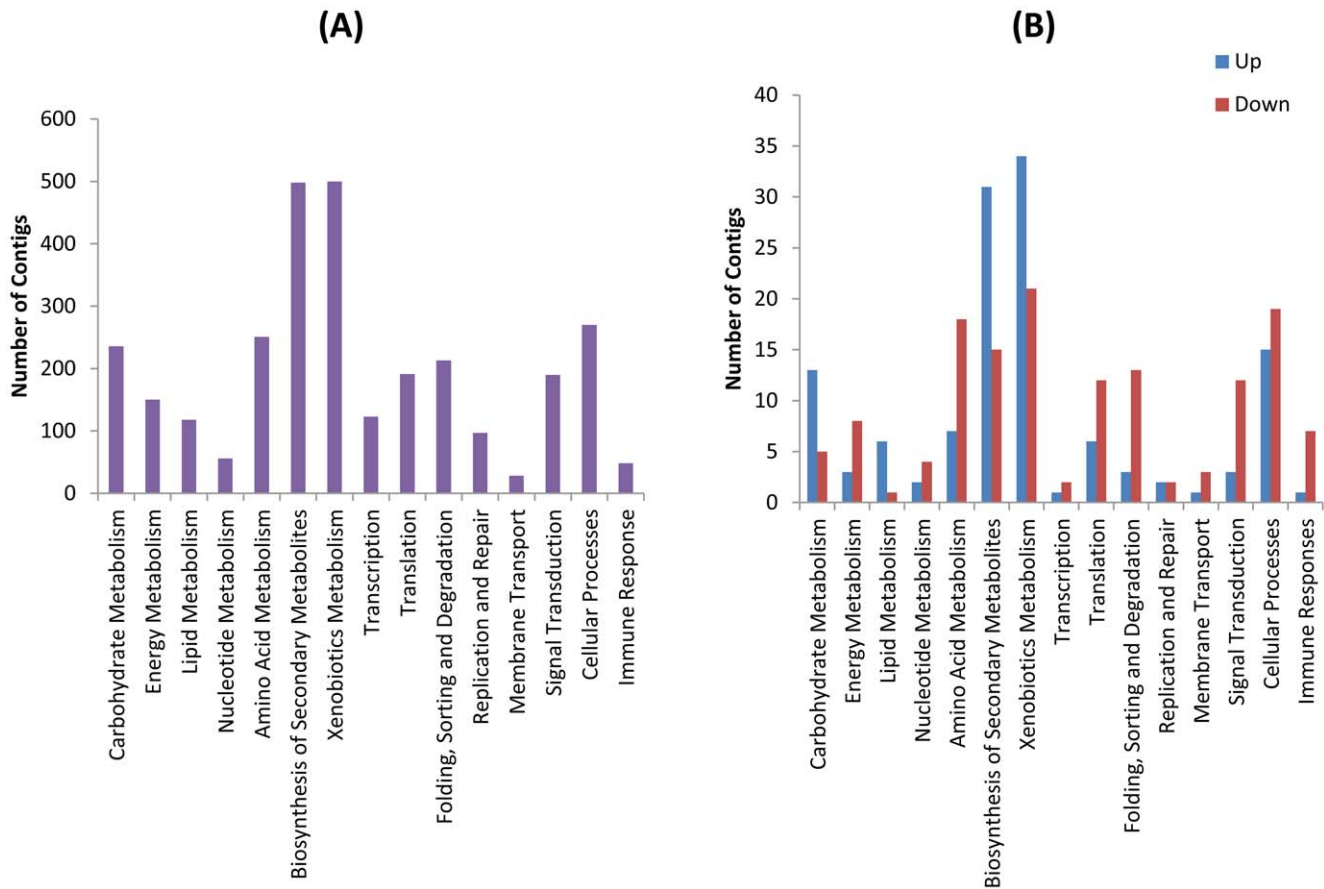 (A)
Number of Contigs
600
500
400
300
200
100
0
Carbohydrate Metabolism
Energy Metabolism
Lipid Metabolism
Nucleotide Metabolism
Amino Acid Metabolism
Biosynthesis of Secondary Metabolites
Xenobiotics Metabolism
Transcription
Translation
Folding, Sorting and Degradation
Replication and Repair
Membrane Transport
Signal Transduction
Cellular Processes
Immune Response
(B)
Up
Down
Number of Contigs
40
35
30
25
20
15
10
5
0
Carbohydrate Metabolism
Energy Metabolism
Lipid Metabolism
Nucleotide Metabolism
Amino Acid Metabolism
Biosynthesis of Secondary Metabolites
Xenobiotics Metabolism
Transcription
Translation
Folding, Sorting and Degradation
Replication and Repair
Membrane Transport
Signal Transduction
Cellular Processes
Immune Responses